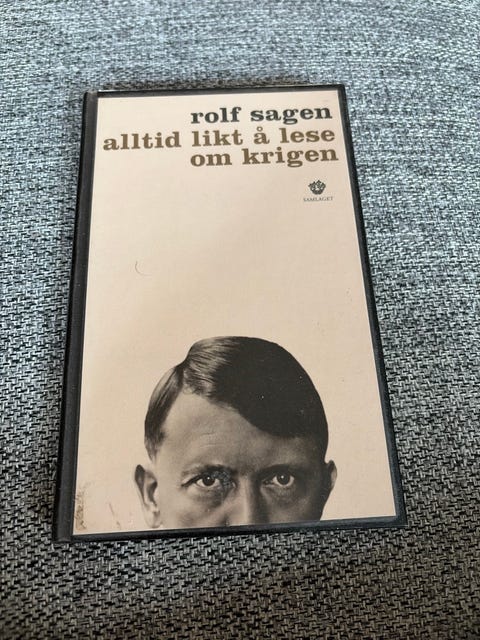 rolf sagen
alltid likt å lese
om krigen
SAMLAGET